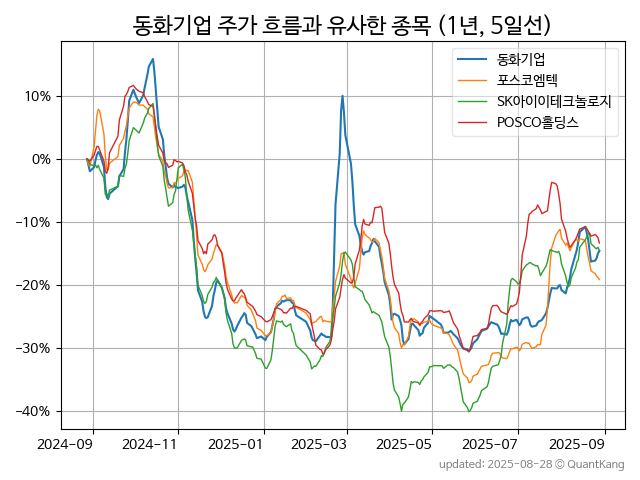 동화기업 주가 흐름과 유사한 종목 (1년, 5일선)
동화기업
포스코엠텍
SK아이이테크놀로지
POSCO홀딩스
10%
0%
−10%
−20%
−30%
−40%
2024-09 2024-11 2025-01 2025-03 2025-05 2025-07 2025-09
updated: 2025-08-28 © QuantKang